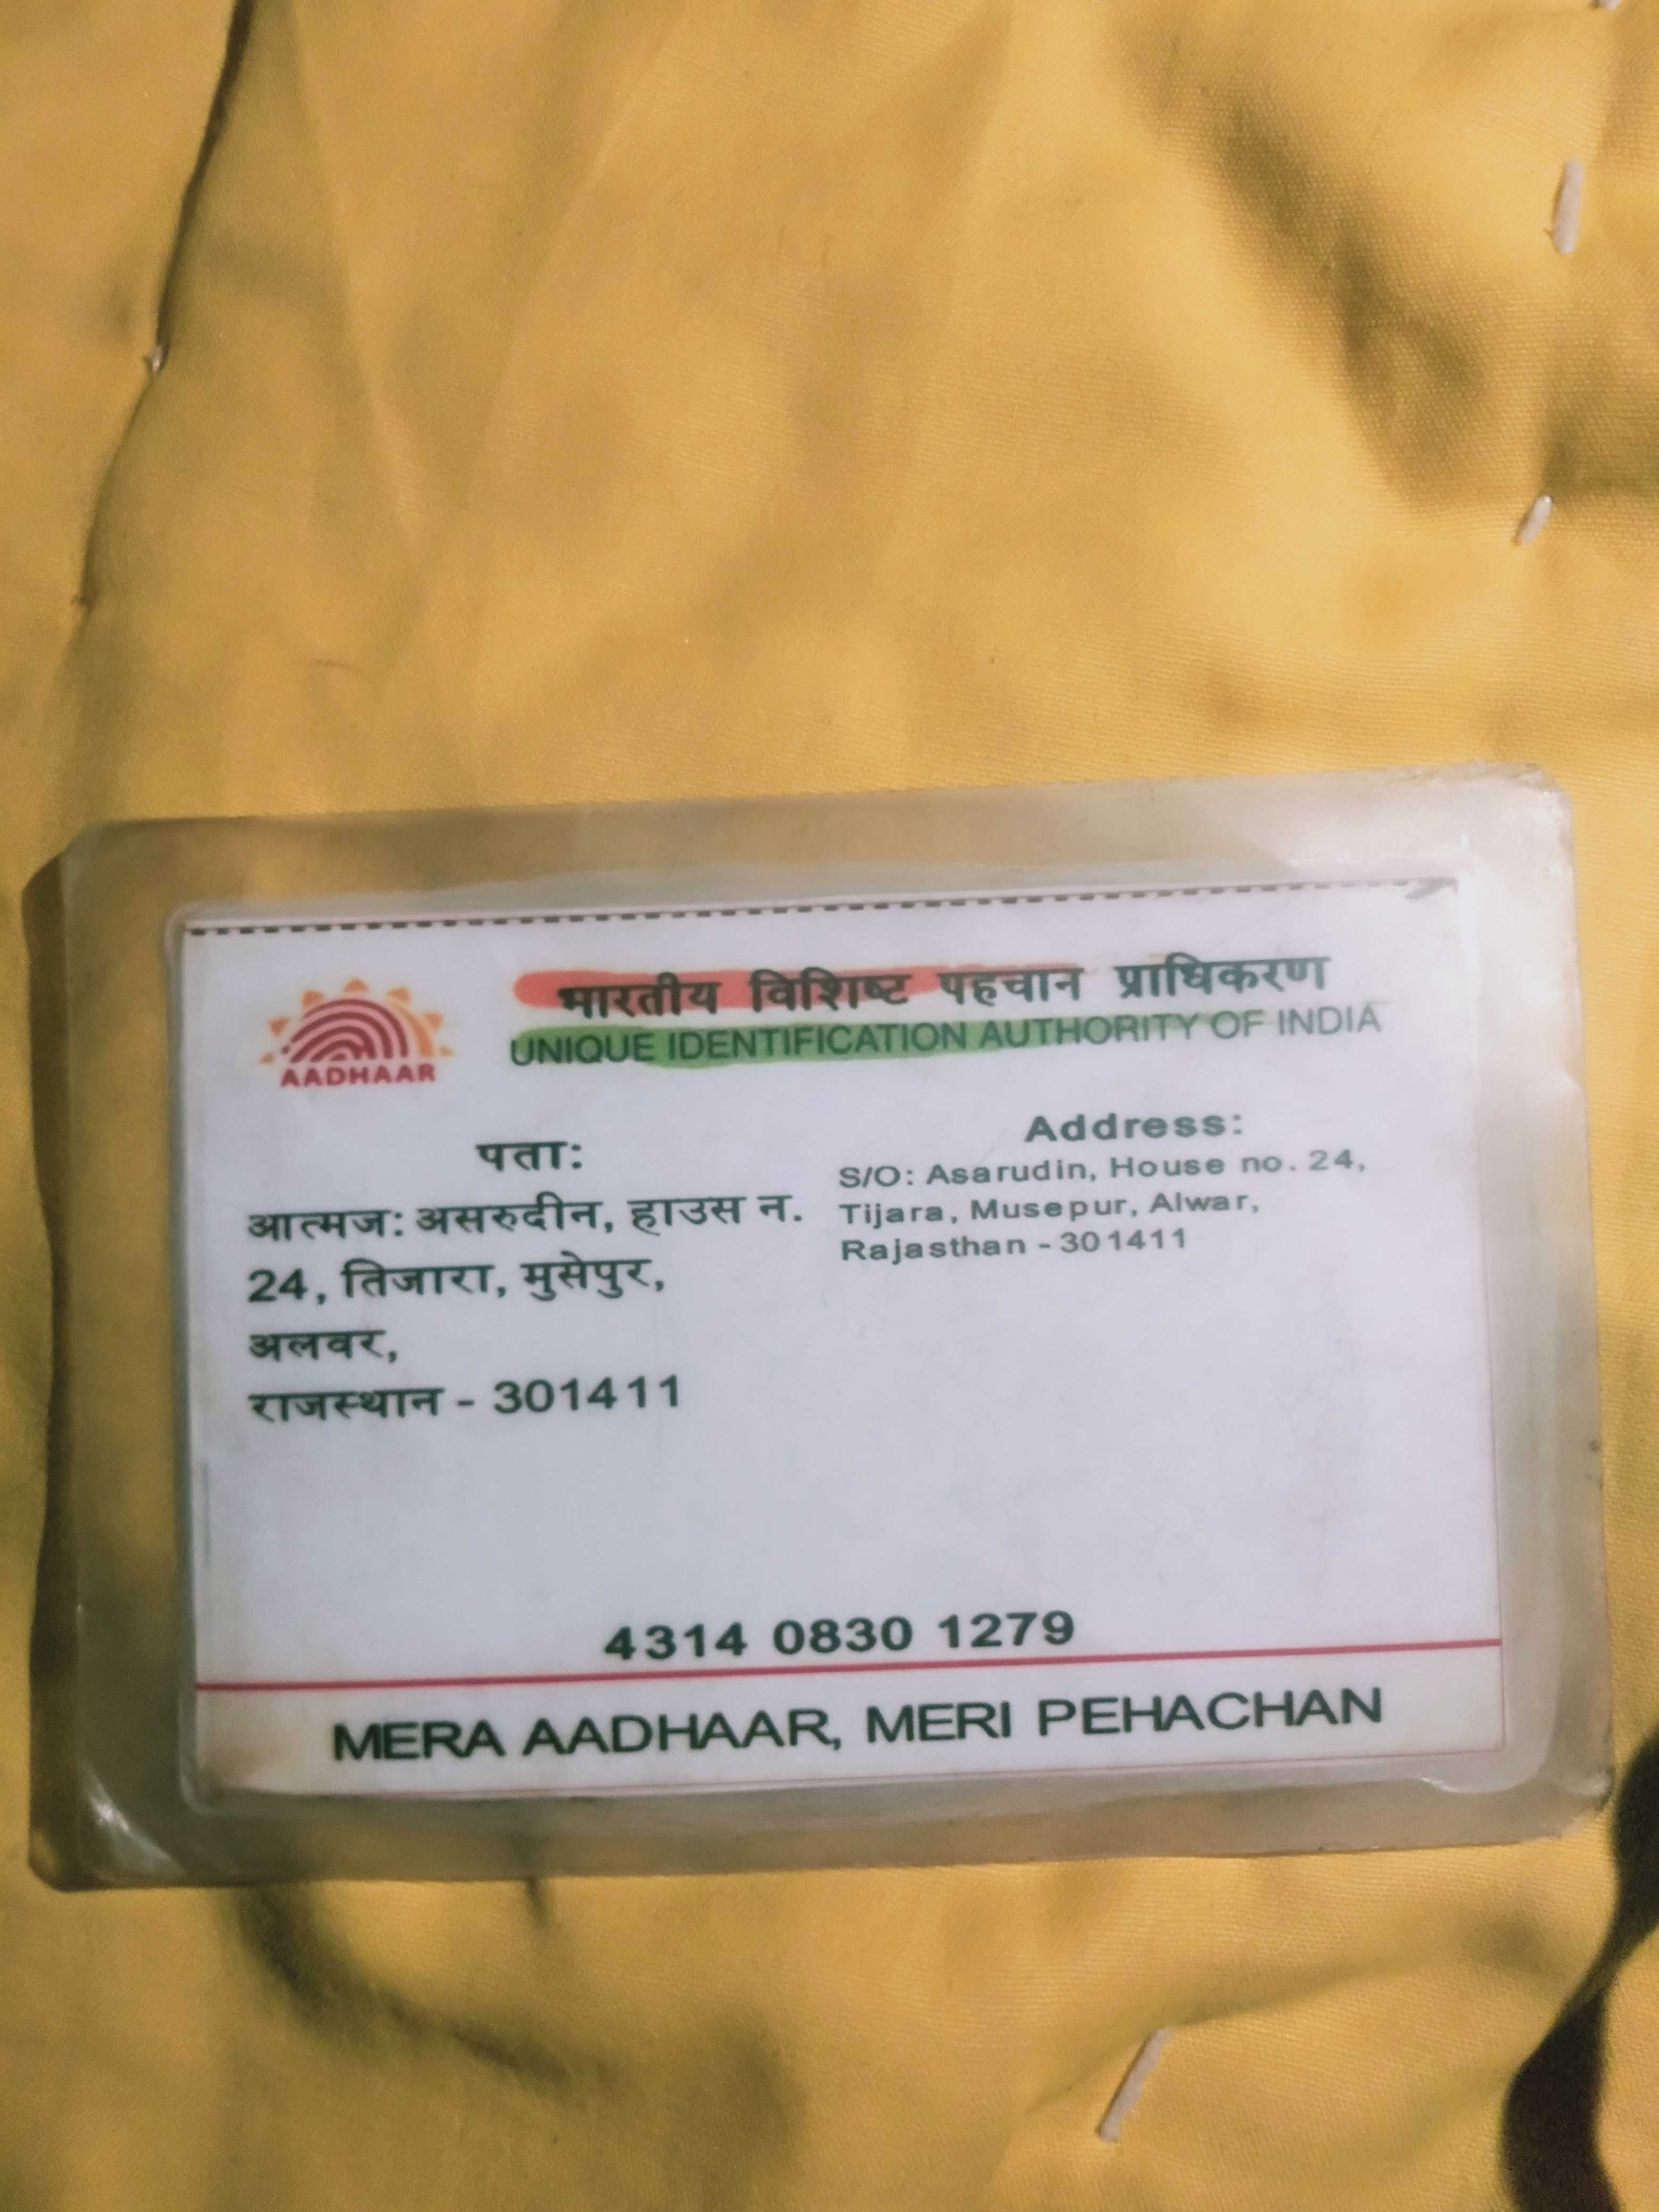 भारतीय विशिष्ट पहचान प्राधिकरण
UNIQUE IDENTIFICATION AUTHORITY OF INDIA
AADHAAR
पता:
आत्मज: असरुदीन, हाउस न.
24, तिजारा, मुसेपुर,
अलवर,
राजस्थान - 301411
Address:
S/O: Asarudin, House no. 24,
Tijara, Musepur, Alwar,
Rajasthan - 301411
4314 0830 1279
MERA AADHAAR, MERI PEHACHAN